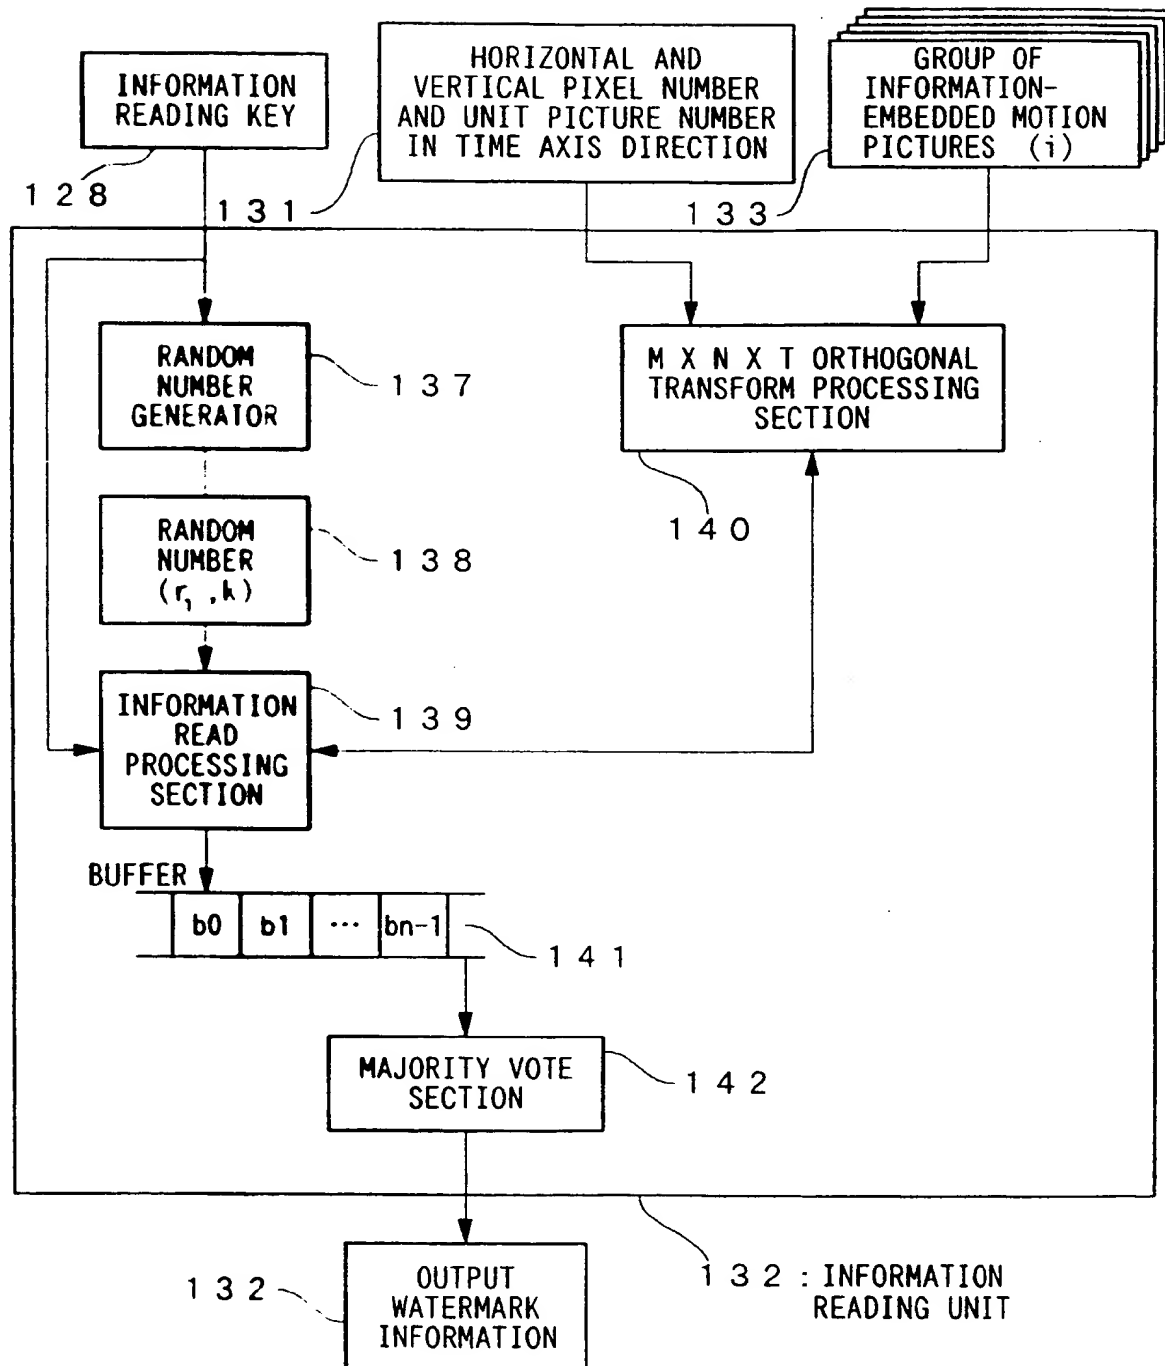 INFORMATION
READING KEY
128
HORIZONTAL AND
VERTICAL PIXEL NUMBER
AND UNIT PICTURE NUMBER
IN TIME AXIS DIRECTION
131
GROUP OF
INFORMATION-
EMBEDDED MOTION
PICTURES (i)
133
RANDOM
NUMBER
GENERATOR
137
M X N X T ORTHOGONAL
TRANSFORM PROCESSING
SECTION
140
RANDOM
NUMBER
(r₁ ,k)
138
INFORMATION
READ
PROCESSING
SECTION
139
BUFFER
b0 b1 ··· bn-1
141
MAJORITY VOTE
SECTION
142
132 : INFORMATION
READING UNIT
OUTPUT
WATERMARK
INFORMATION
132